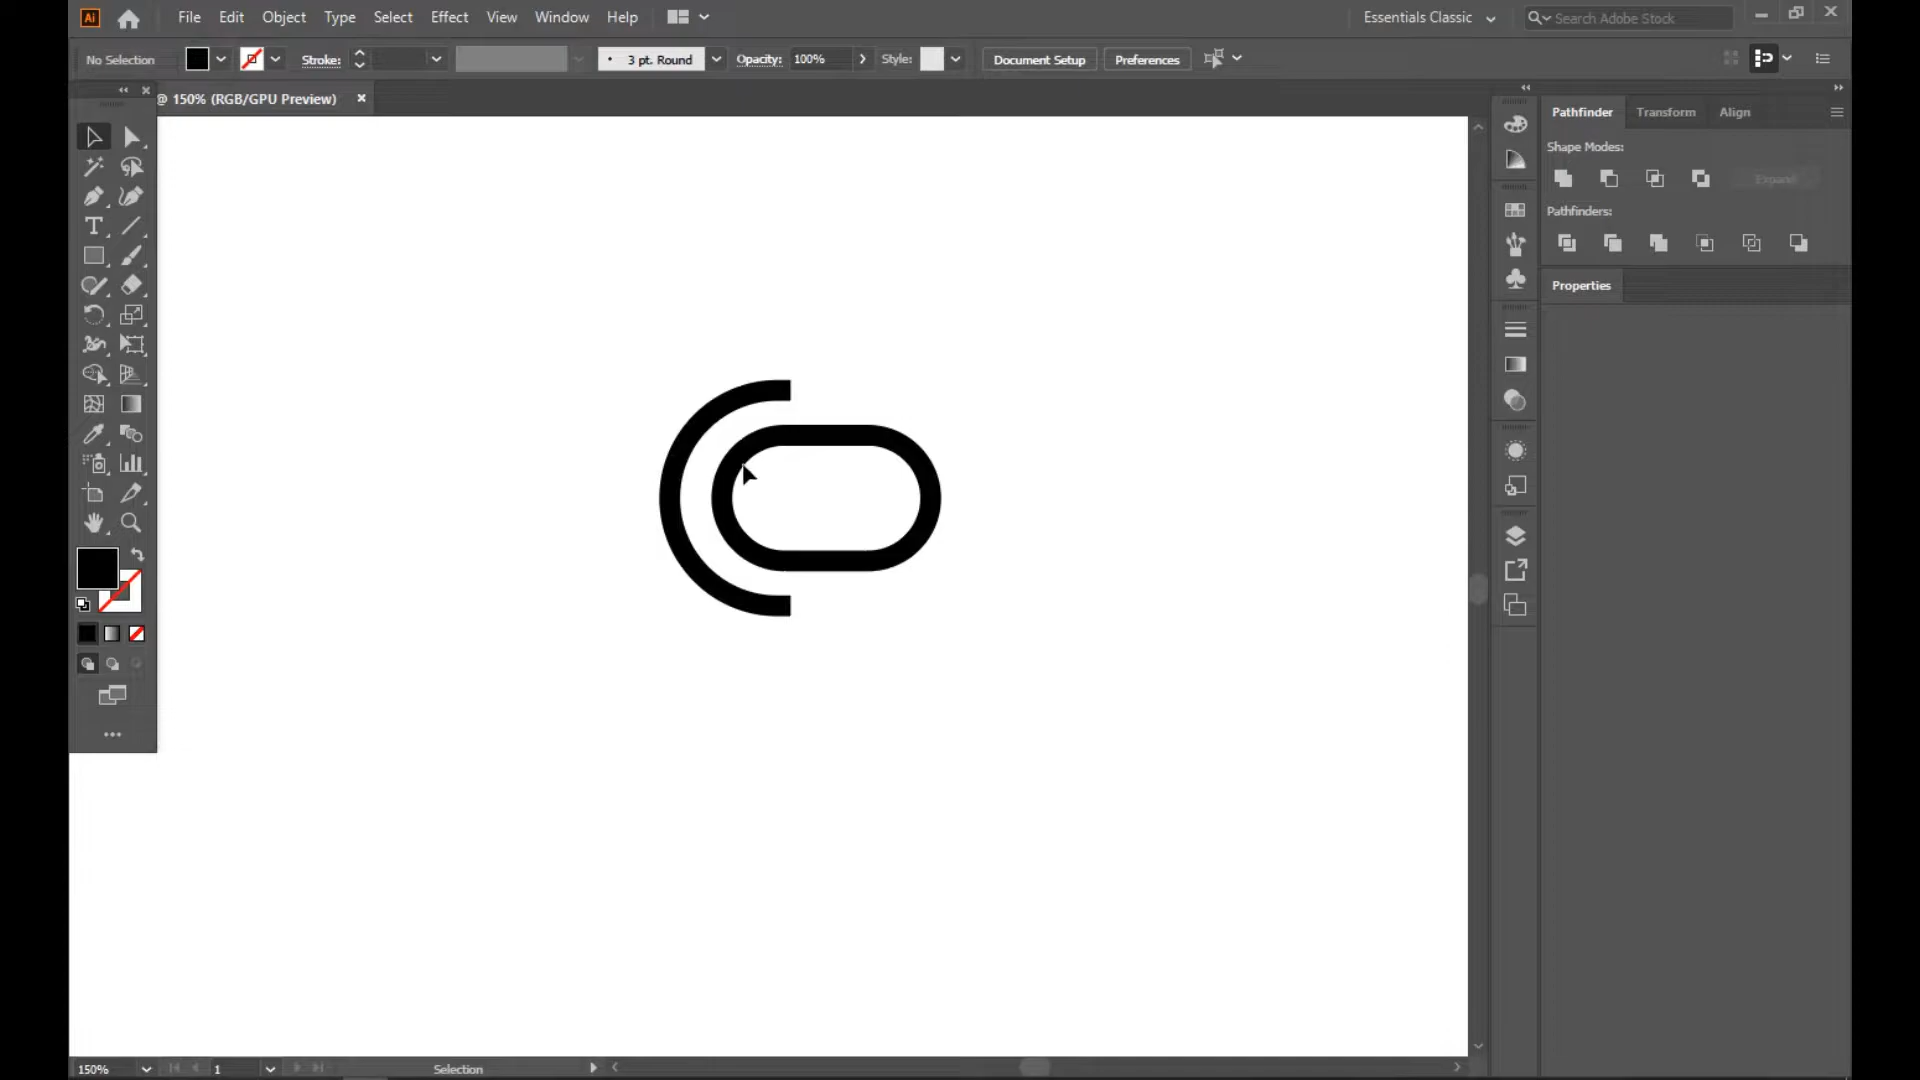 Ai File Edit Object Type Select Effect View Window Help Essentials Classic Search Adobe Stock
No Selection Stroke: 3 pt. Round Opacity: 100% Style: Document Setup Preferences
@ 150% (RGB/GPU Preview)
Pathfinder Transform Align
Shape Modes:
Expand
Pathfinders:
Properties
150% 1 Selection